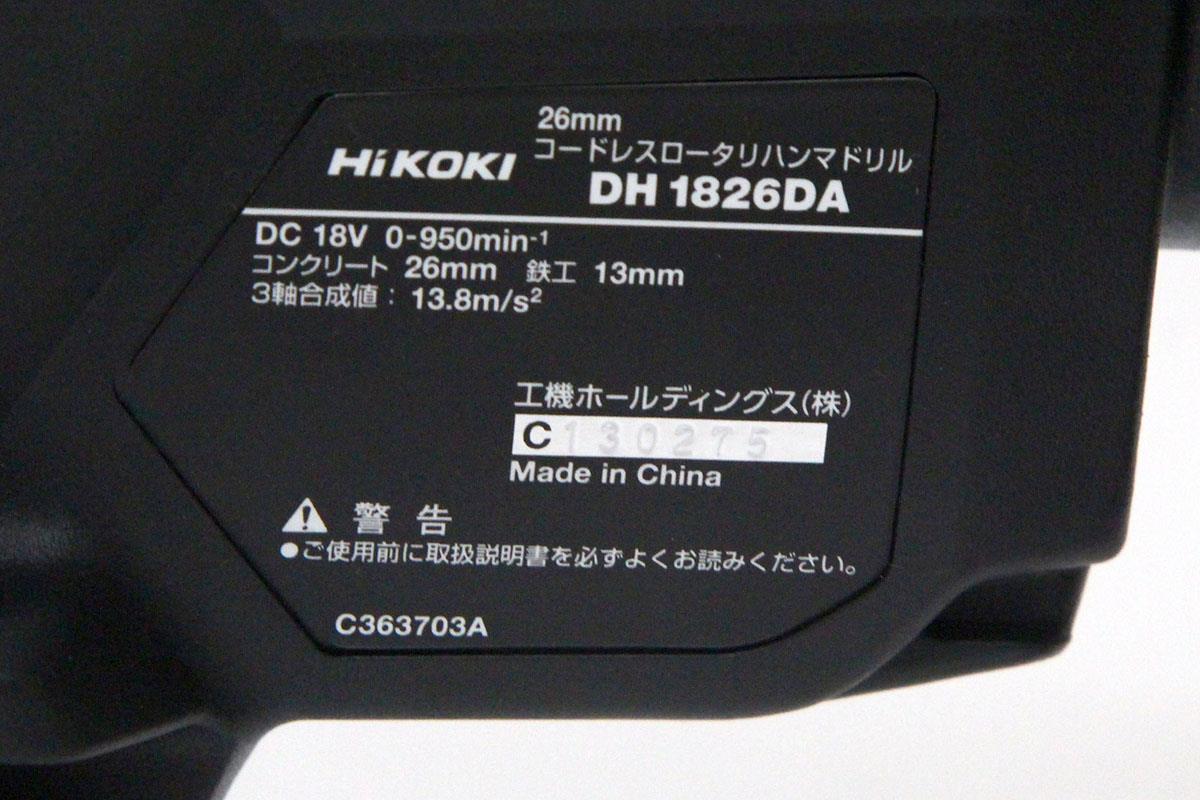 26mm
コードレスロータリハンマドリル
HiKOKI
DH 1826DA
DC 18V 0-950min-1
コンクリート 26mm 鉄工 13mm
3軸合成値: 13.8m/s2
工機ホールディングス(株)
C 130275
Made in China
警告
●ご使用前に取扱説明書を必ずよくお読みください。
C363703A